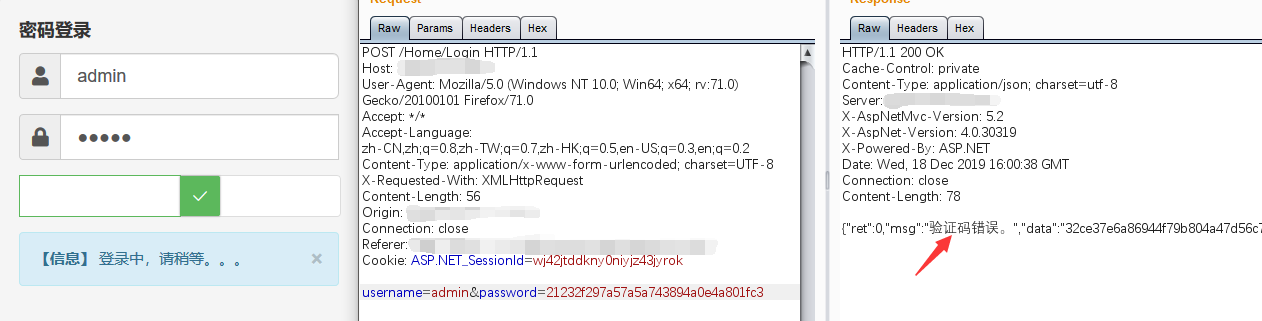 密码登录
admin
【信息】 登录中，请稍等。。。
×
Request
Raw
Params
Headers
Hex
POST /Home/Login HTTP/1.1
Host:
User-Agent: Mozilla/5.0 (Windows NT 10.0; Win64; x64; rv:71.0)
Gecko/20100101 Firefox/71.0
Accept: */*
Accept-Language:
zh-CN,zh;q=0.8,zh-TW;q=0.7,zh-HK;q=0.5,en-US;q=0.3,en;q=0.2
Content-Type: application/x-www-form-urlencoded; charset=UTF-8
X-Requested-With: XMLHttpRequest
Content-Length: 56
Origin:
Connection: close
Referer:
Cookie: ASP.NET_SessionId=wj42jtddkny0niyjz43jyrok
username=admin&password=21232f297a57a5a743894a0e4a801fc3
Response
Raw
Headers
Hex
HTTP/1.1 200 OK
Cache-Control: private
Content-Type: application/json; charset=utf-8
Server:
X-AspNetMvc-Version: 5.2
X-AspNet-Version: 4.0.30319
X-Powered-By: ASP.NET
Date: Wed, 18 Dec 2019 16:00:38 GMT
Connection: close
Content-Length: 78
{"ret":0,"msg":"验证码错误。","data":"32ce37e6a86944f79b804a47d56c7